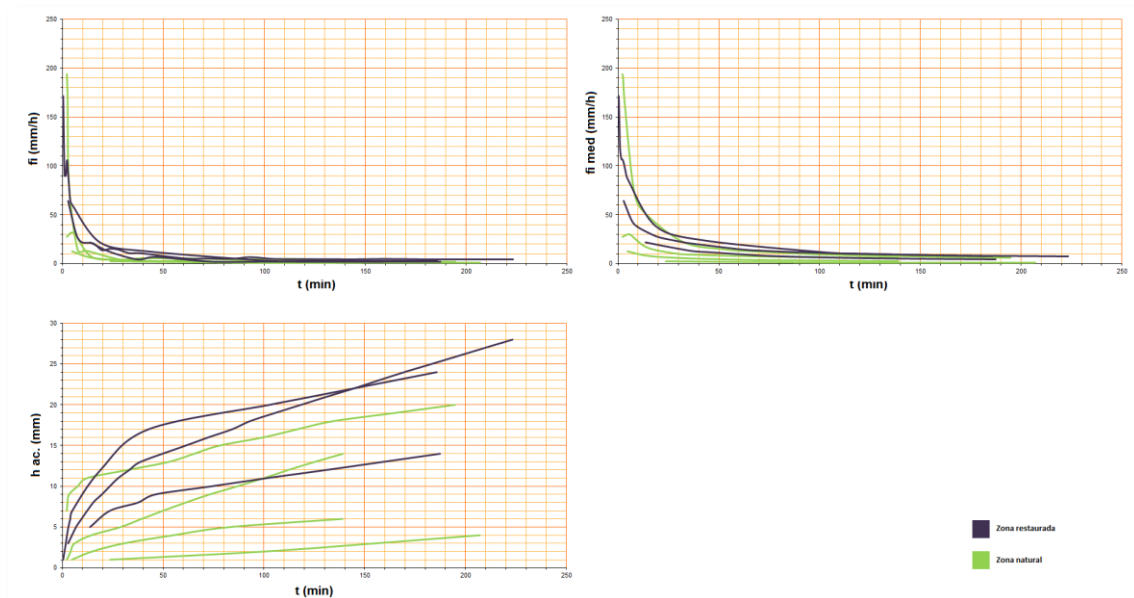 250
200
150
100
50
0
fi (mm/h)
0 50 100 150 200 250
t (min)
250
200
150
100
50
0
fi med (mm/h)
0 50 100 150 200 250
t (min)
30
25
20
15
10
5
0
h ac. (mm)
0 50 100 150 200 250
t (min)
Zona restaurada
Zona natural